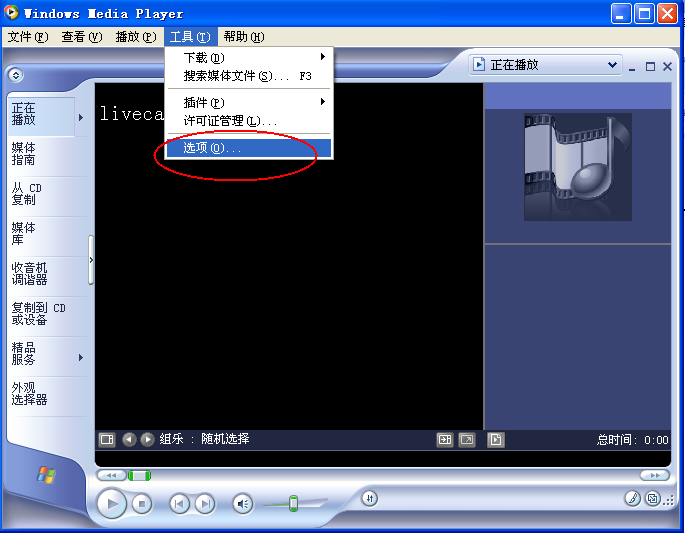 Windows Media Player
文件(F) 查看(V) 播放(P) 工具(T) 帮助(H)
下载(D)
搜索媒体文件(S)... F3
插件(P)
许可证管理(L)...
选项(O)...
正在播放
liveca
正在
播放
媒体
指南
从 CD
复制
媒体
库
收音机
调谐器
复制到 CD
或设备
精品
服务
外观
选择器
组乐 : 随机选择
总时间: 0:00